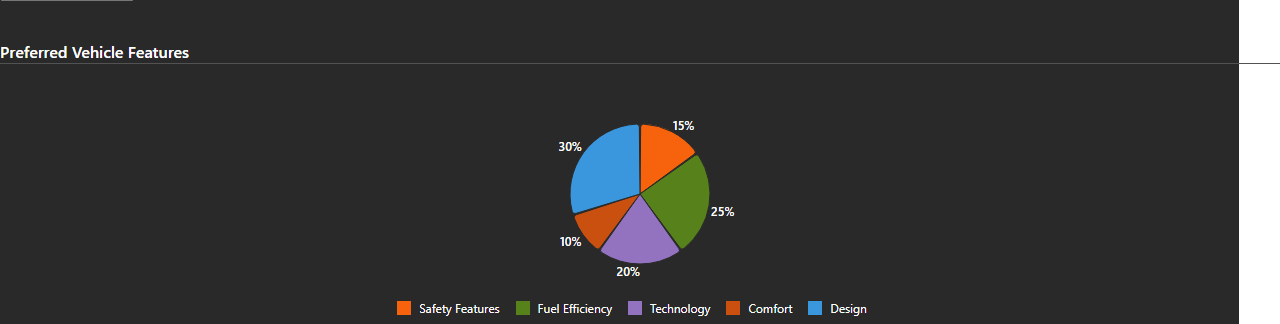 Preferred Vehicle Features
15%
30%
25%
10%
20%
Safety Features Fuel Efficiency Technology Comfort Design